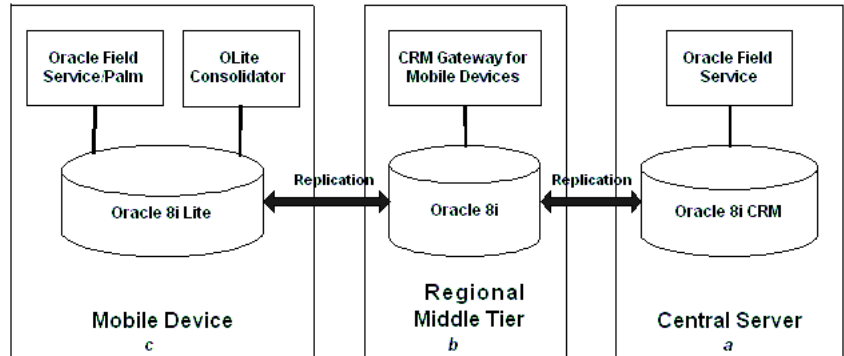 Oracle Field
Service/Palm
OLite
Consolidator
CRM Gateway for
Mobile Devices
Oracle Field
Service
Replication
Replication
Oracle 8i Lite
Oracle 8i
Oracle 8i CRM
Mobile Device
c
Regional
Middle Tier
b
Central Server
a